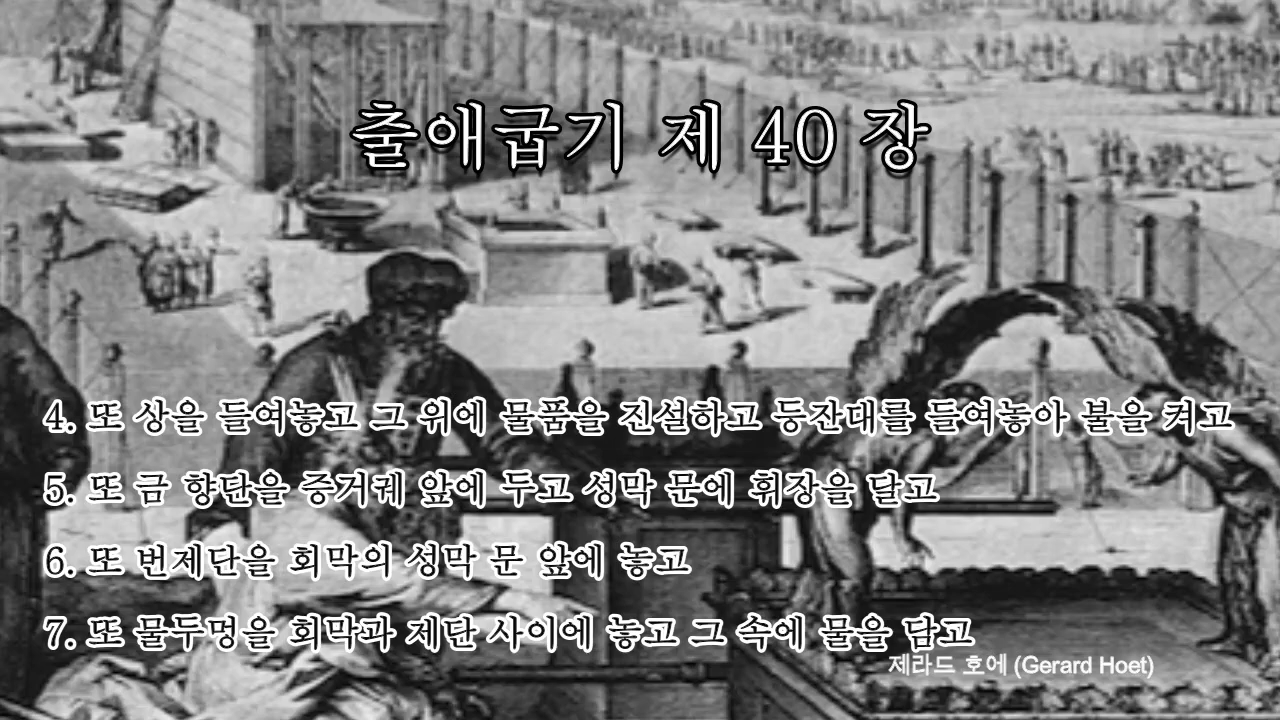 출애굽기 제 40 장
4. 또 상을 들여놓고 그 위에 물품을 진설하고 등잔대를 들여놓아 불을 켜고
5. 또 금 향단을 증거궤 앞에 두고 성막 문에 휘장을 달고
6. 또 번제단을 회막의 성막 문 앞에 놓고
7. 또 물두멍을 회막과 제단 사이에 놓고 그 속에 물을 담고
제라드 호에 (Gerard Hoet)